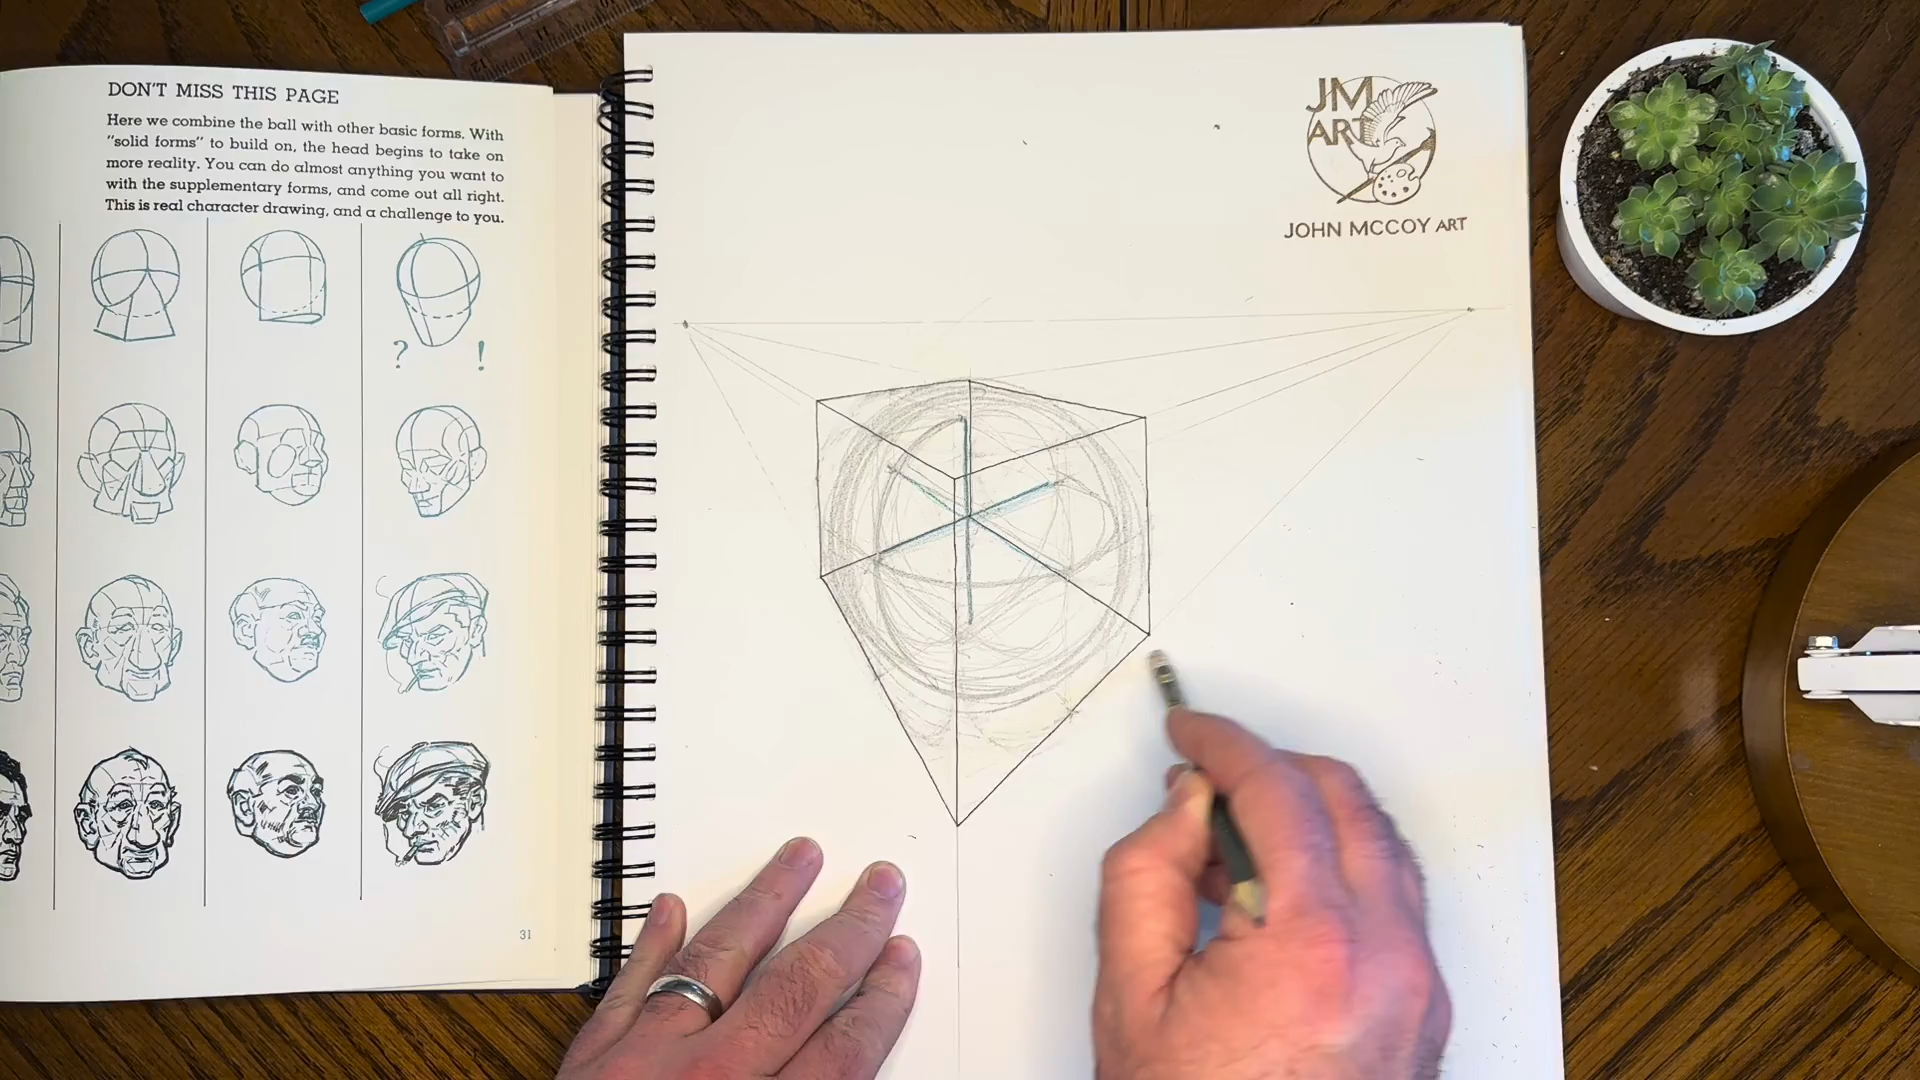 DON'T MISS THIS PAGE
Here we combine the ball with other basic forms. With
"solid forms" to build on, the head begins to take on
more reality. You can do almost anything you want to
with the supplementary forms, and come out all right.
This is real character drawing, and a challenge to you.
? !
31
JM
ART
JOHN MCCOY ART
12
11